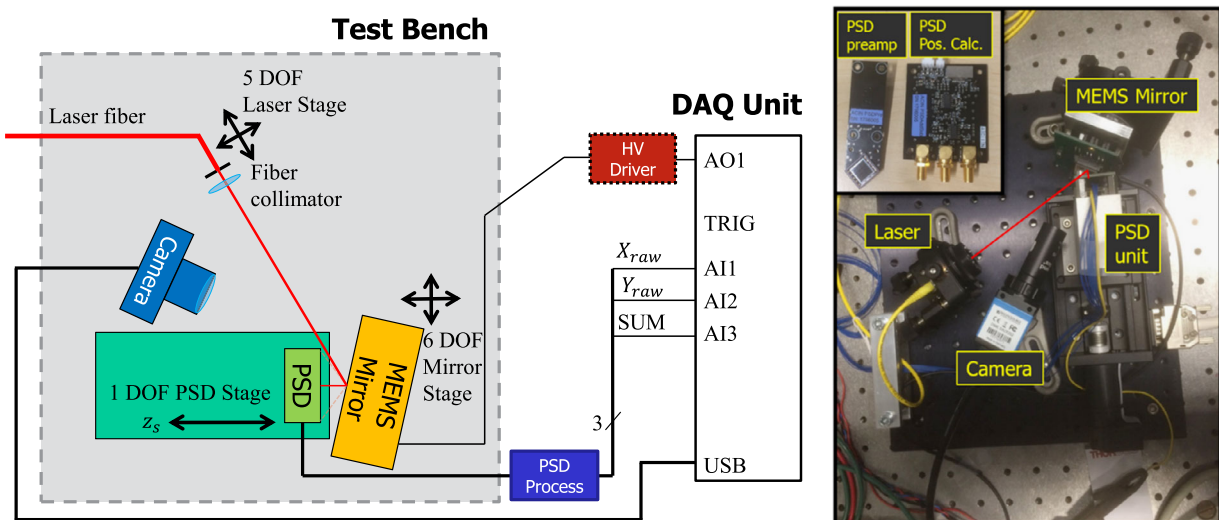 Test Bench
5 DOF
Laser Stage
Laser fiber
Fiber
collimator
Camera
6 DOF
Mirror
Stage
MEMS
Mirror
PSD
1 DOF PSD Stage
z_s
DAQ Unit
HV
Driver
AO1
TRIG
X_raw
AI1
Y_raw
AI2
SUM
AI3
3
PSD
Process
USB
PSD
preamp
PSD
Pos. Calc.
MEMS Mirror
Laser
PSD
unit
Camera
THOR